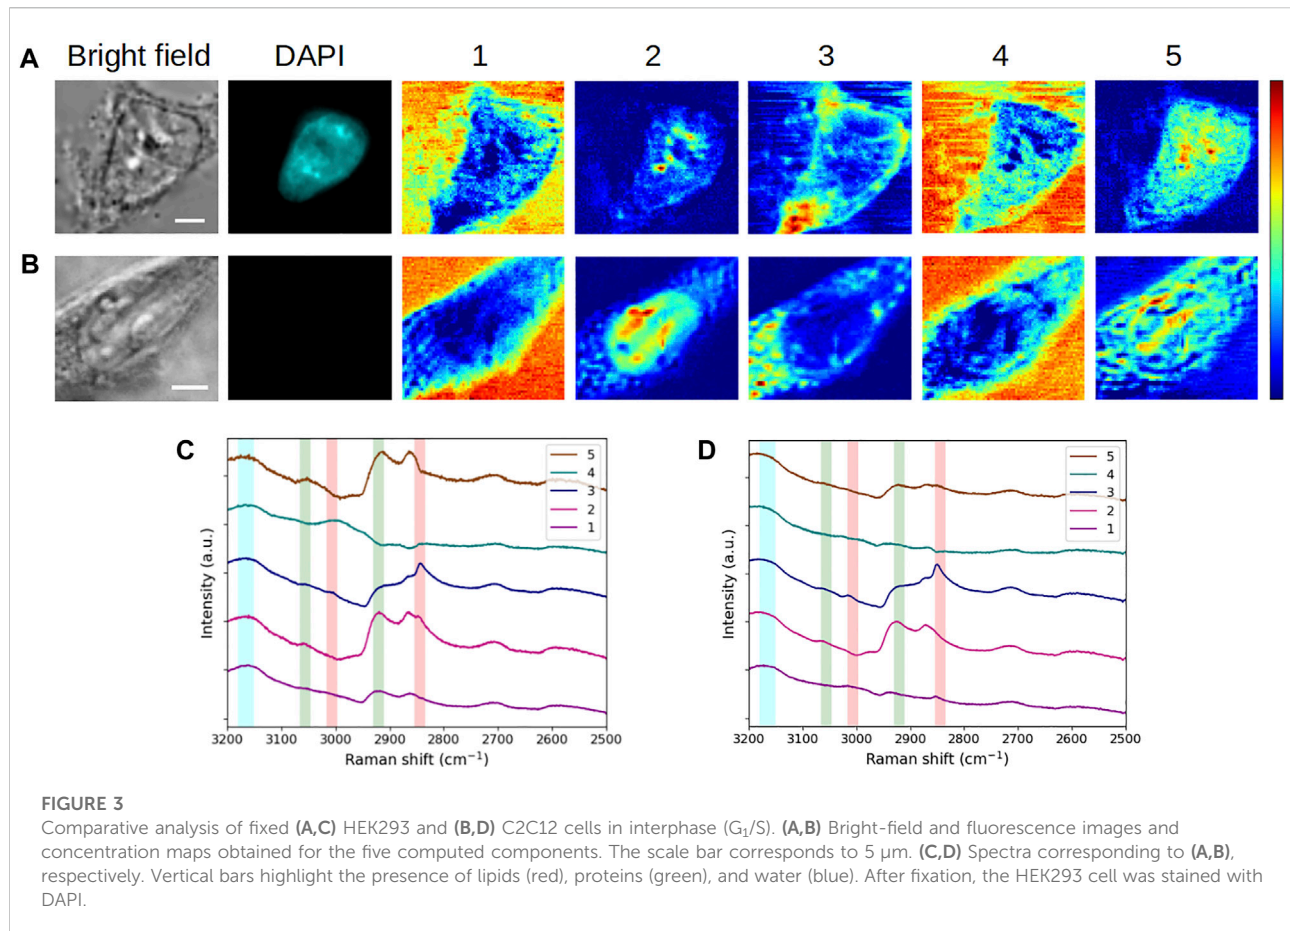 Bright field DAPI 1 2 3 4 5
A
B
C
D
5
4
3
2
1
5
4
3
2
1
Intensity (a.u.)
Intensity (a.u.)
3200 3100 3000 2900 2800 2700 2600 2500
3200 3100 3000 2900 2800 2700 2600 2500
Raman shift (cm⁻¹)
Raman shift (cm⁻¹)
FIGURE 3
Comparative analysis of fixed (A,C) HEK293 and (B,D) C2C12 cells in interphase (G₁/S). (A,B) Bright-field and fluorescence images and
concentration maps obtained for the five computed components. The scale bar corresponds to 5 µm. (C,D) Spectra corresponding to (A,B),
respectively. Vertical bars highlight the presence of lipids (red), proteins (green), and water (blue). After fixation, the HEK293 cell was stained with
DAPI.